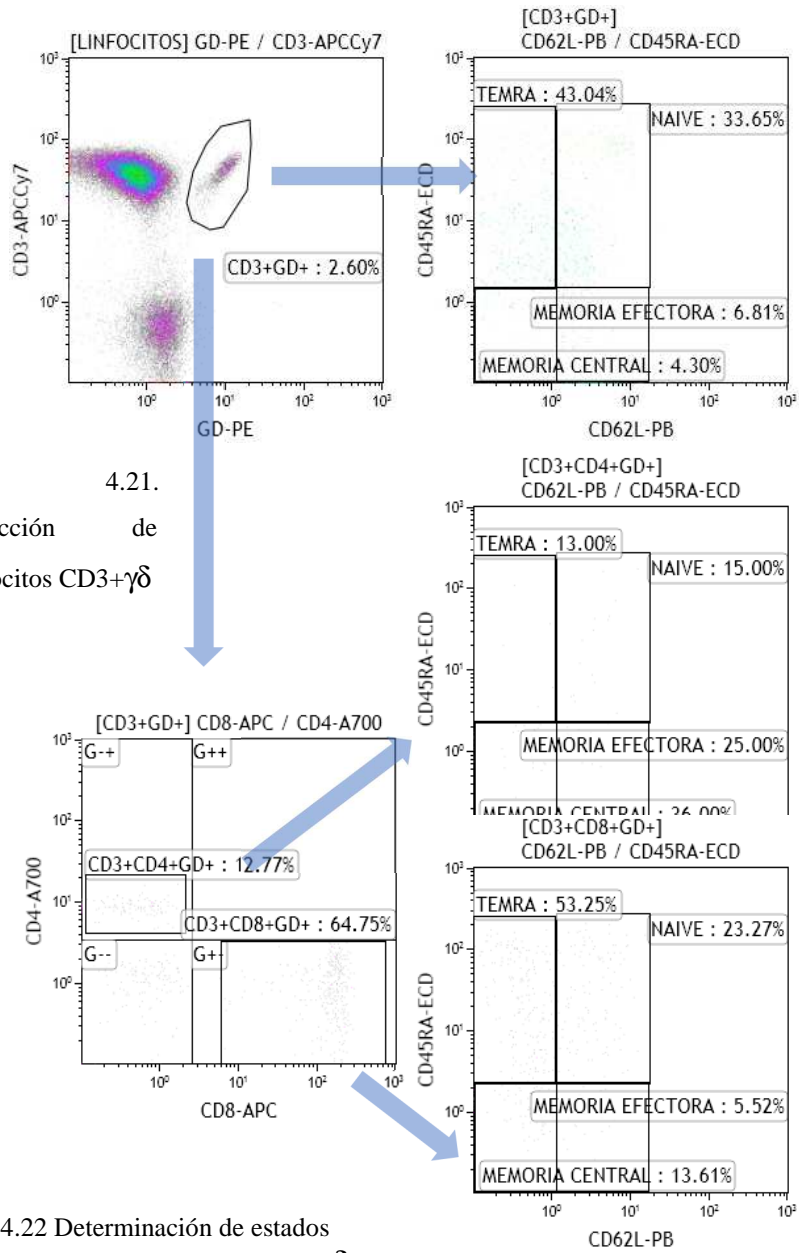 [LINFOCITOS] GD-PE / CD3-APCCy7
10³
10²
10¹
10⁰
CD3-APCCy7
CD3+GD+ : 2.60%
10⁰ 10¹ 10² 10³
GD-PE
[CD3+GD+]
CD62L-PB / CD45RA-ECD
10³
10²
10¹
10⁰
CD45RA-ECD
TEMRA : 43.04%
NAIVE : 33.65%
MEMORIA EFECTORA : 6.81%
MEMORIA CENTRAL : 4.30%
10⁰ 10¹ 10² 10³
CD62L-PB
4.21.
cción de
ocitos CD3+γδ
[CD3+CD4+GD+]
CD62L-PB / CD45RA-ECD
10³
10²
10¹
10⁰
CD45RA-ECD
TEMRA : 13.00%
NAIVE : 15.00%
MEMORIA EFECTORA : 25.00%
MEMORIA CENTRAL
[CD3+GD+] CD8-APC / CD4-A700
10³
10²
10¹
10⁰
CD4-A700
G-+
G++
CD3+CD4+GD+ : 12.77%
CD3+CD8+GD+ : 64.75%
G--
G+-
10⁰ 10¹ 10² 10³
CD8-APC
[CD3+CD8+GD+]
CD62L-PB / CD45RA-ECD
10³
10²
10¹
10⁰
CD45RA-ECD
TEMRA : 53.25%
NAIVE : 23.27%
MEMORIA EFECTORA : 5.52%
MEMORIA CENTRAL : 13.61%
10⁰ 10¹ 10² 10³
CD62L-PB
4.22 Determinación de estados